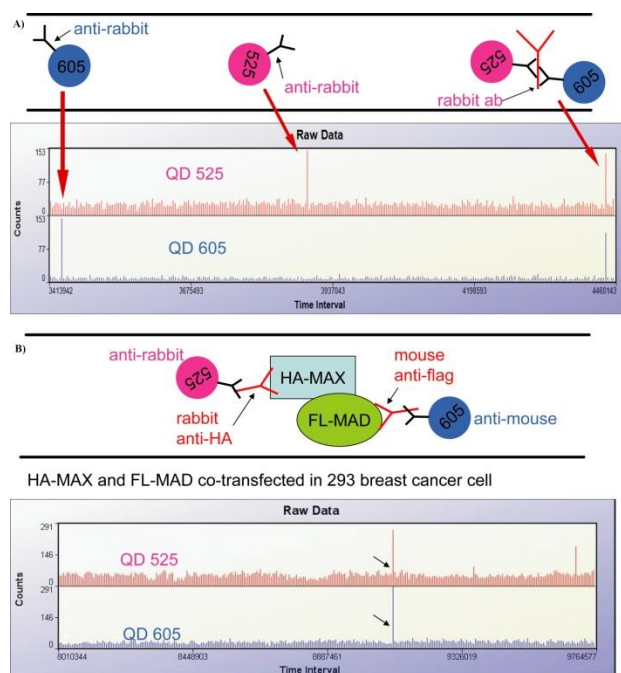 A)
anti-rabbit
605
525
anti-rabbit
525
605
rabbit ab
Raw Data
153
77
0
QD 525
153
77
0
QD 605
Counts
3413942 3675493 3937043 4198593 4460143
Time Interval
B)
anti-rabbit
525
HA-MAX
mouse
anti-flag
rabbit
anti-HA
FL-MAD
605
anti-mouse
HA-MAX and FL-MAD co-transfected in 293 breast cancer cell
Raw Data
291
146
0
QD 525
291
146
0
QD 605
Counts
8010344 8448903 8887461 9326019 9764577
Time Interval